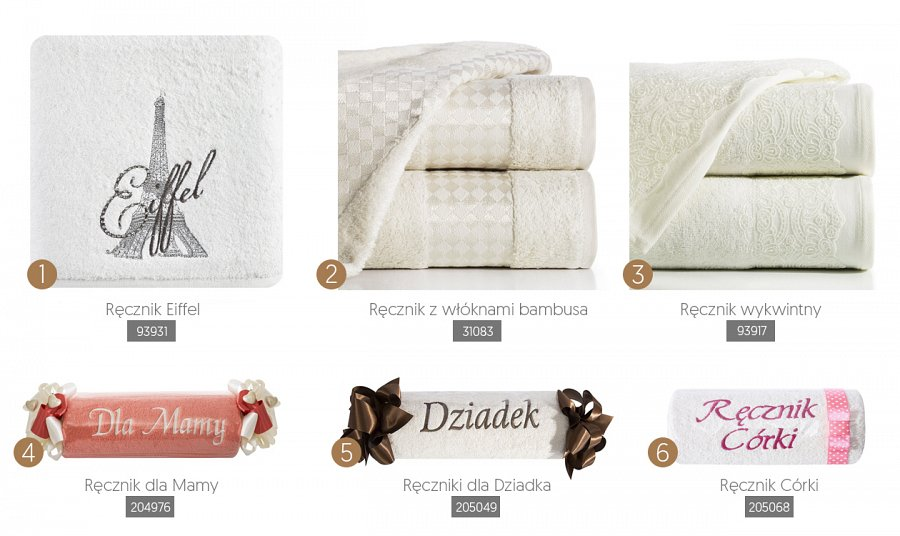 Eiffel
1
2
3
Ręcznik Eiffel
93931
Ręcznik z włóknami bambusa
31083
Ręcznik wykwintny
93917
Dla Mamy
4
Dziadek
5
Ręcznik
Córki
6
Ręcznik dla Mamy
204976
Ręczniki dla Dziadka
205049
Ręcznik Córki
205068